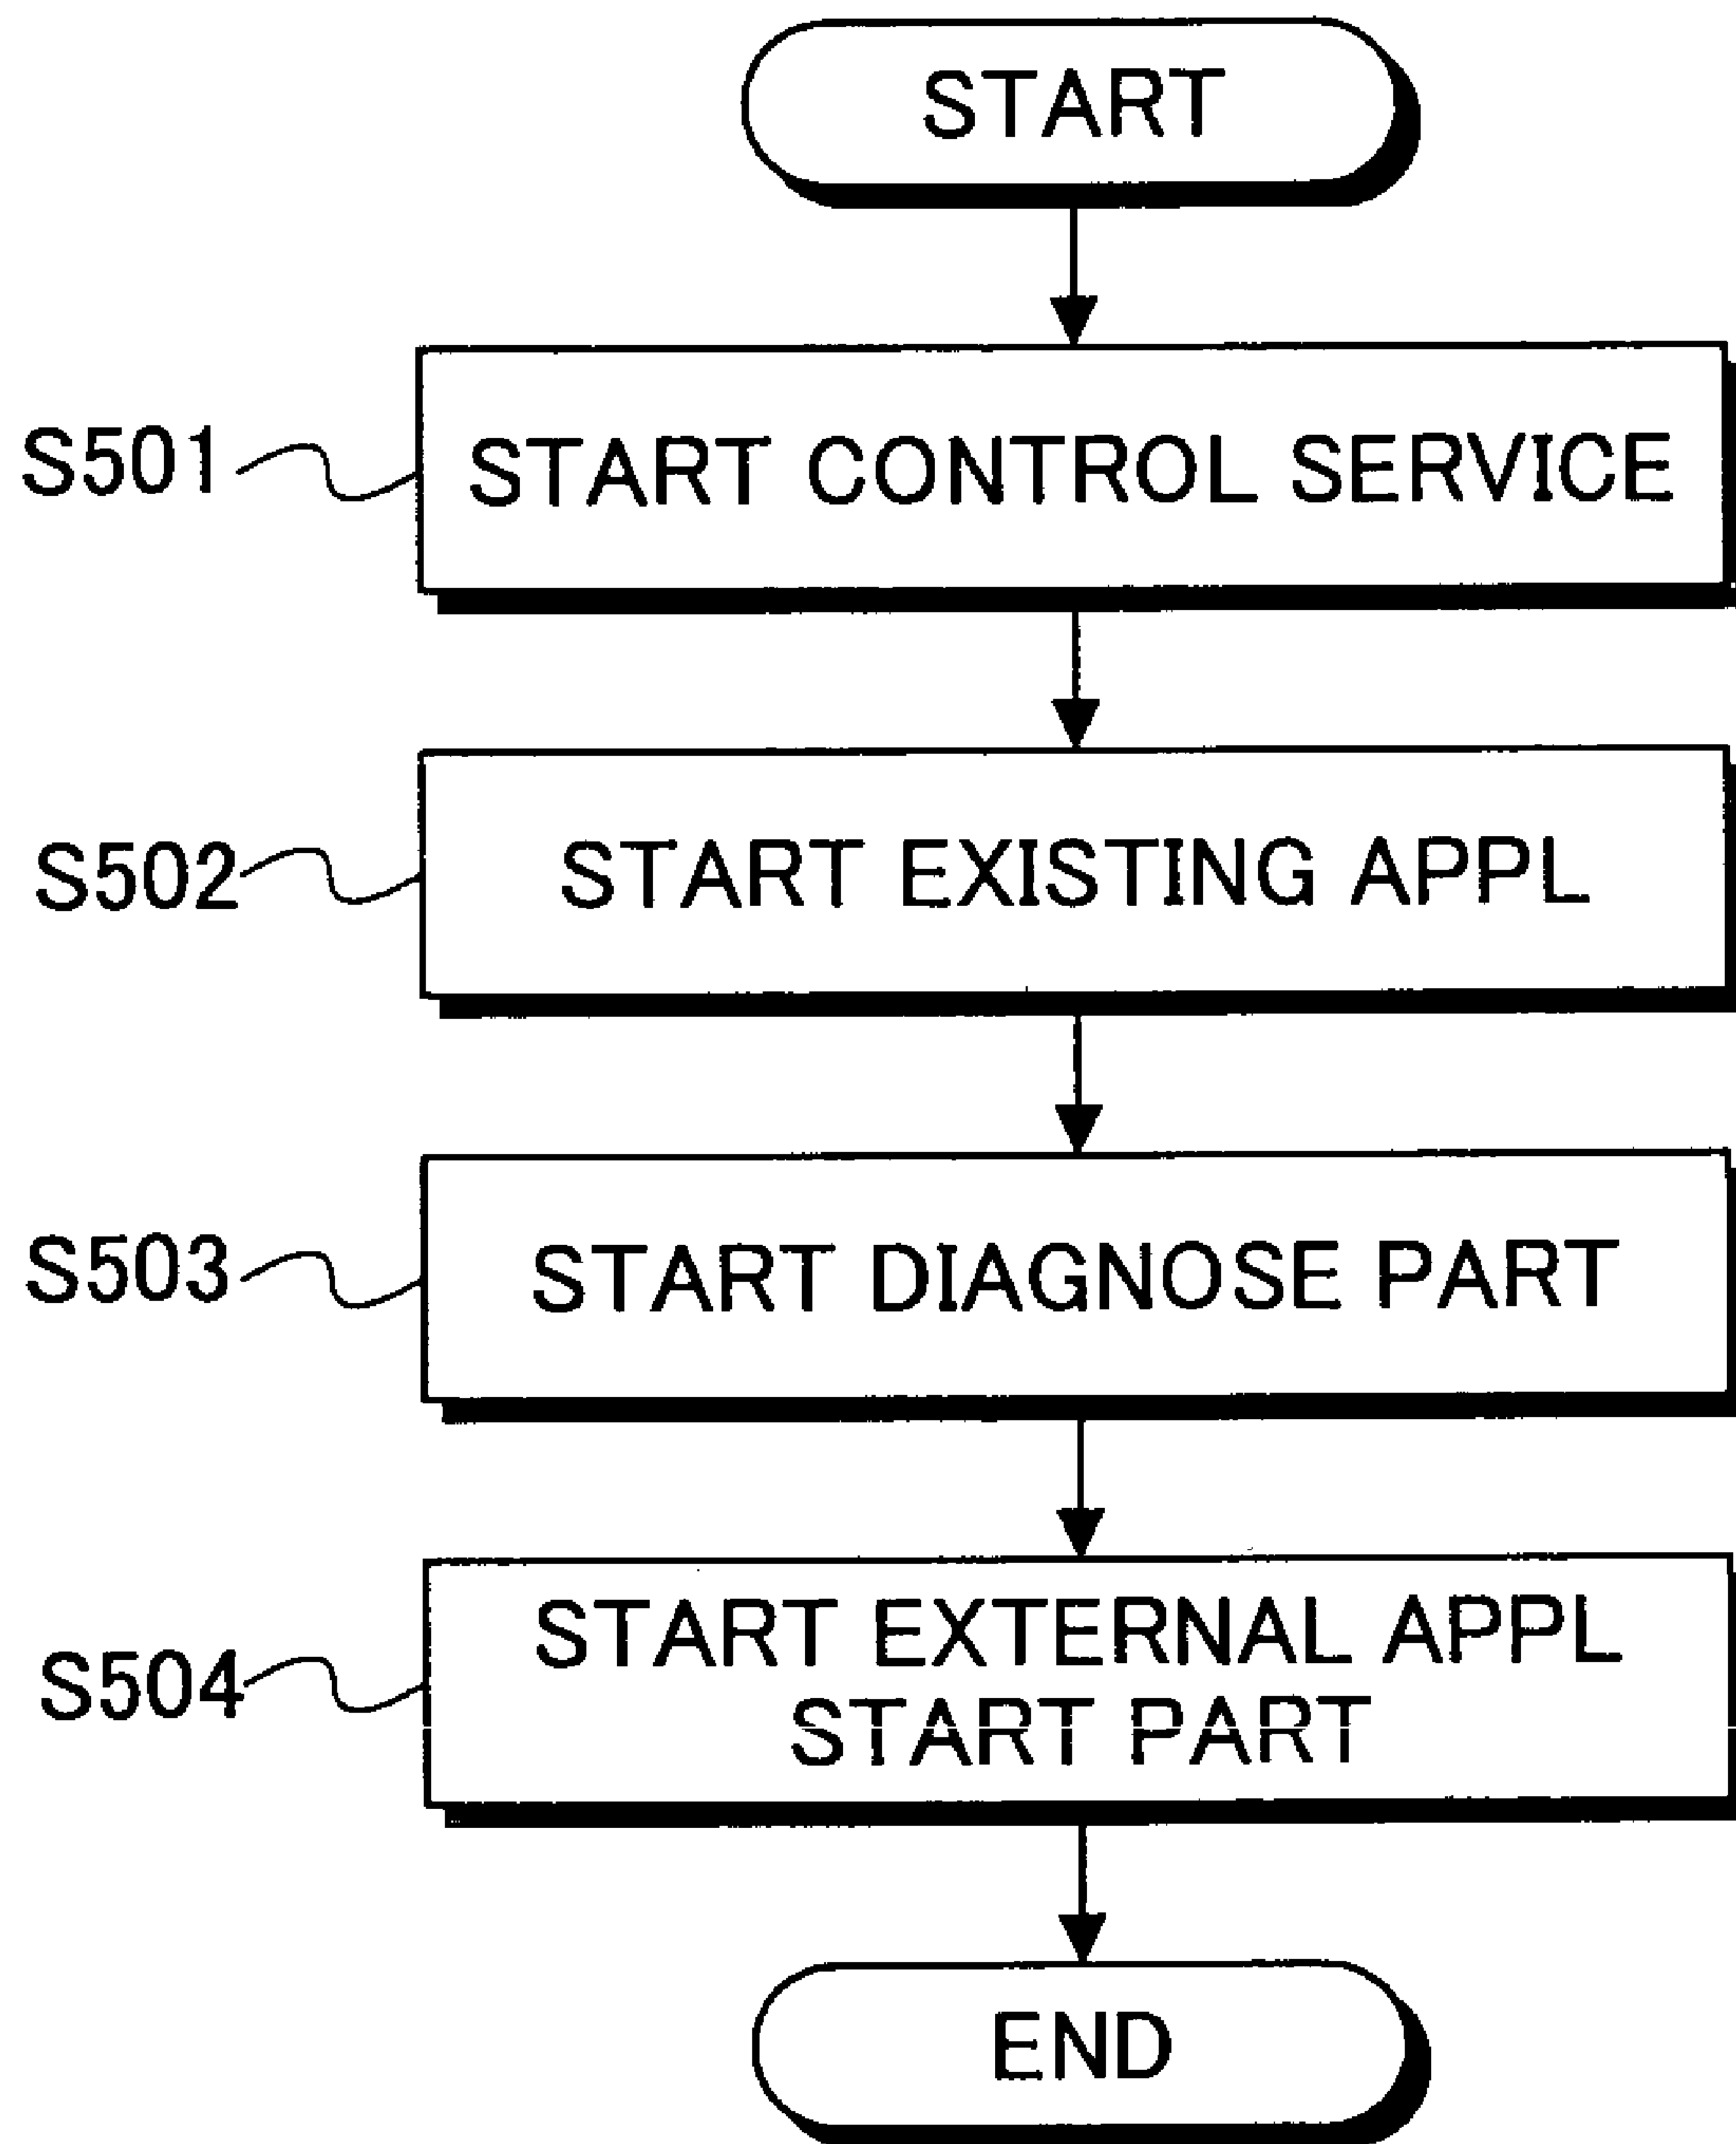 START
S501
START CONTROL SERVICE
S502
START EXISTING APPL
S503
START DIAGNOSE PART
S504
START EXTERNAL APPL
START PART
END